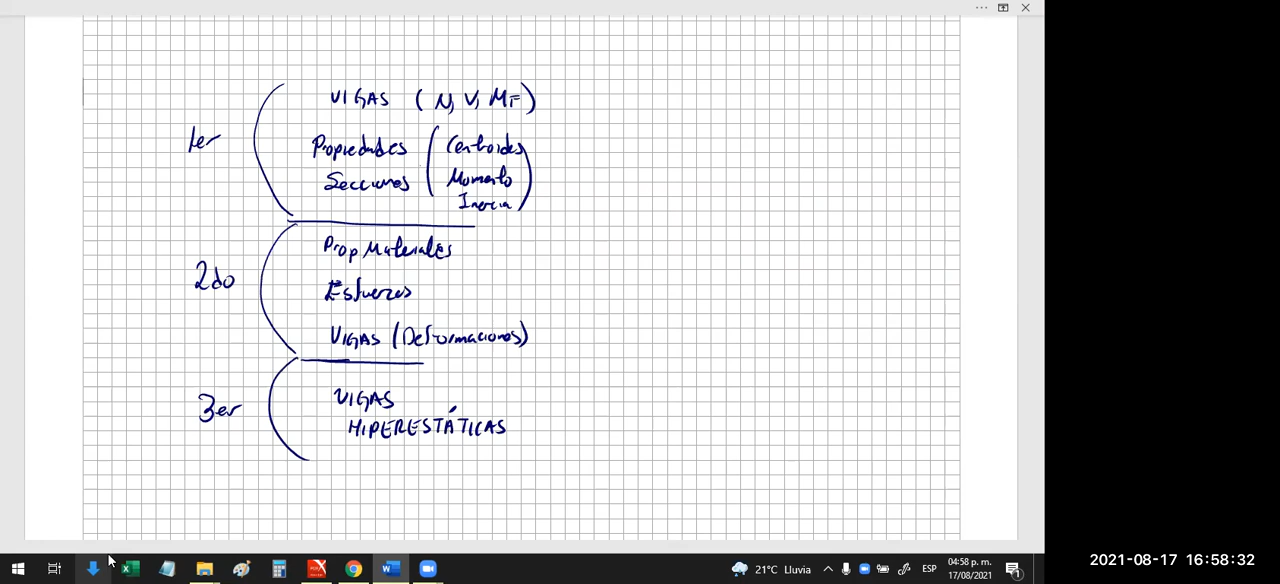 VIGAS (N, V, MF)
1er
Propiedades Secciones (Centroides Momento Inercia)
Prop Materiales
2do
Esfuerzos
VIGAS (Deformaciones)
VIGAS
3er
HIPERESTÁTICAS
2021-08-17 16:58:32
21°C Lluvia
ESP
04:58 p. m.
17/08/2021